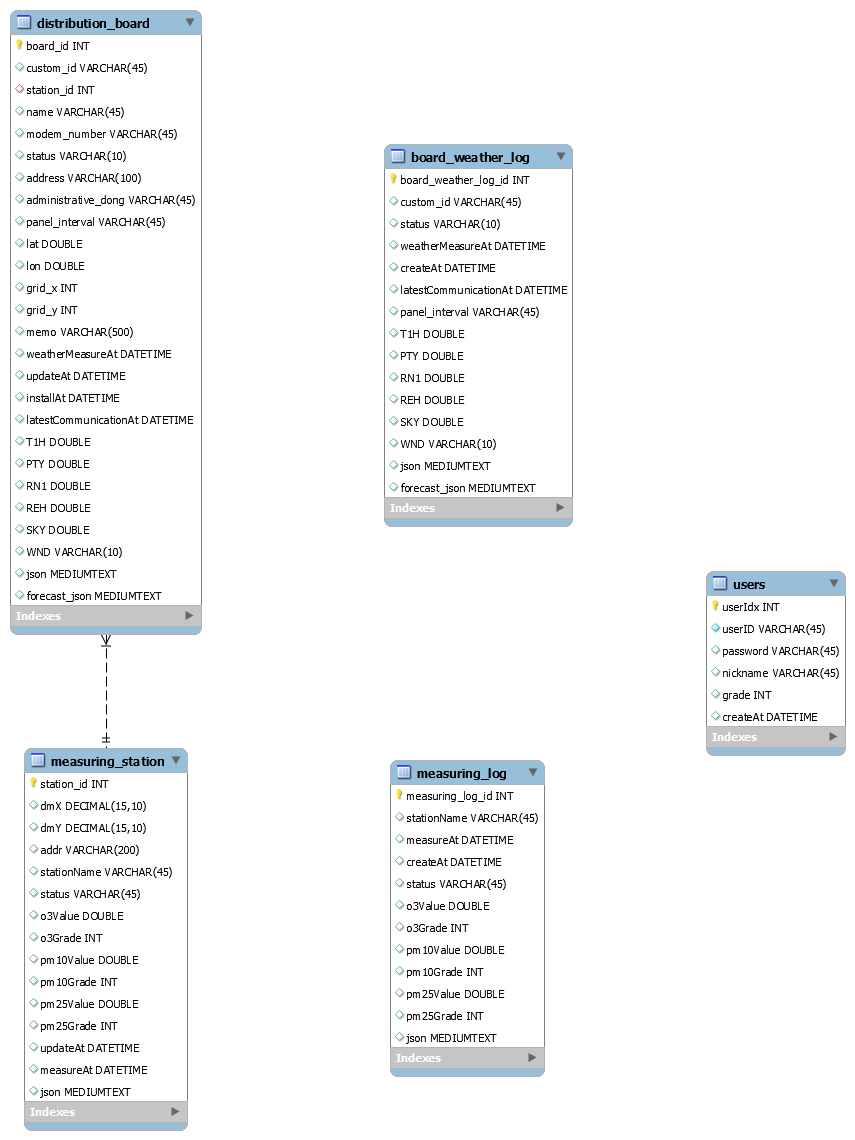 distribution_board
board_id INT
custom_id VARCHAR(45)
station_id INT
name VARCHAR(45)
modem_number VARCHAR(45)
status VARCHAR(10)
address VARCHAR(100)
administrative_dong VARCHAR(45)
panel_interval VARCHAR(45)
lat DOUBLE
lon DOUBLE
grid_x INT
grid_y INT
memo VARCHAR(500)
weatherMeasureAt DATETIME
updateAt DATETIME
installAt DATETIME
latestCommunicationAt DATETIME
T1H DOUBLE
PTY DOUBLE
RN1 DOUBLE
REH DOUBLE
SKY DOUBLE
WND VARCHAR(10)
json MEDIUMTEXT
forecast_json MEDIUMTEXT
Indexes
board_weather_log
board_weather_log_id INT
custom_id VARCHAR(45)
status VARCHAR(10)
weatherMeasureAt DATETIME
createAt DATETIME
latestCommunicationAt DATETIME
panel_interval VARCHAR(45)
T1H DOUBLE
PTY DOUBLE
RN1 DOUBLE
REH DOUBLE
SKY DOUBLE
WND VARCHAR(10)
json MEDIUMTEXT
forecast_json MEDIUMTEXT
Indexes
users
userIdx INT
userID VARCHAR(45)
password VARCHAR(45)
nickname VARCHAR(45)
grade INT
createAt DATETIME
Indexes
measuring_station
station_id INT
dmX DECIMAL(15,10)
dmY DECIMAL(15,10)
addr VARCHAR(200)
stationName VARCHAR(45)
status VARCHAR(45)
o3Value DOUBLE
o3Grade INT
pm10Value DOUBLE
pm10Grade INT
pm25Value DOUBLE
pm25Grade INT
updateAt DATETIME
measureAt DATETIME
json MEDIUMTEXT
Indexes
measuring_log
measuring_log_id INT
stationName VARCHAR(45)
measureAt DATETIME
createAt DATETIME
status VARCHAR(45)
o3Value DOUBLE
o3Grade INT
pm10Value DOUBLE
pm10Grade INT
pm25Value DOUBLE
pm25Grade INT
json MEDIUMTEXT
Indexes